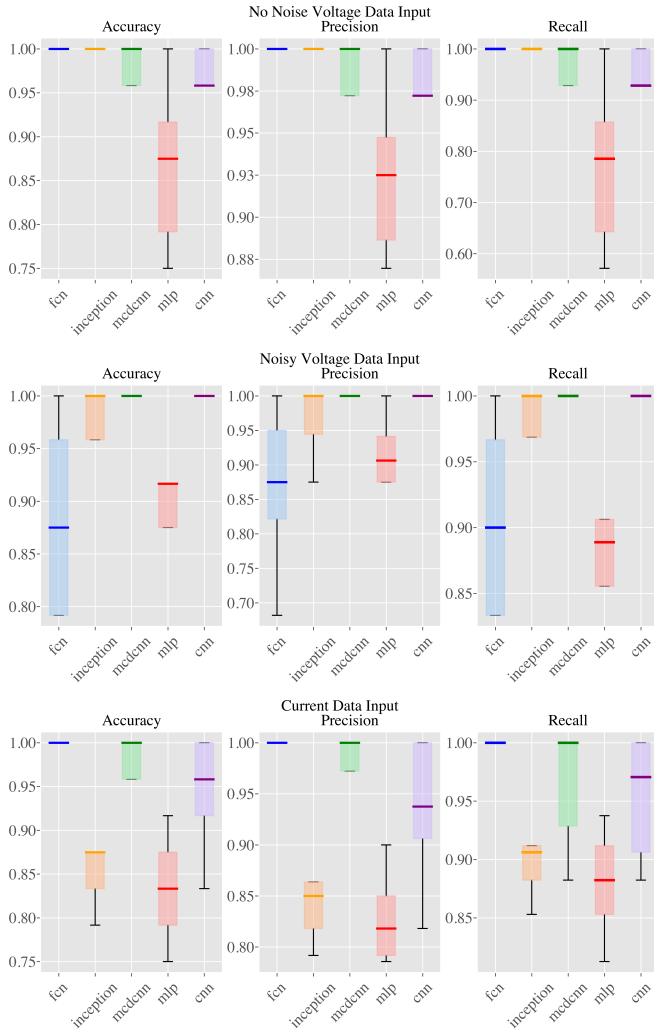 No Noise Voltage Data Input
Accuracy Precision Recall
1.00 1.00 1.00
0.95 0.98 0.90
0.90 0.95 0.80
0.85 0.93 0.70
0.80 0.90 0.60
0.75 0.88
fcn inception mcdcnn mlp cnn fcn inception mcdcnn mlp cnn fcn inception mcdcnn mlp cnn
Noisy Voltage Data Input
Accuracy Precision Recall
1.00 1.00 1.00
0.95 0.95 0.95
0.90 0.90 0.90
0.85 0.85 0.85
0.80 0.80
0.75
0.70
fcn inception mcdcnn mlp cnn fcn inception mcdcnn mlp cnn fcn inception mcdcnn mlp cnn
Current Data Input
Accuracy Precision Recall
1.00 1.00 1.00
0.95 0.95 0.95
0.90 0.90 0.90
0.85 0.85 0.85
0.80 0.80
0.75
fcn inception mcdcnn mlp cnn fcn inception mcdcnn mlp cnn fcn inception mcdcnn mlp cnn